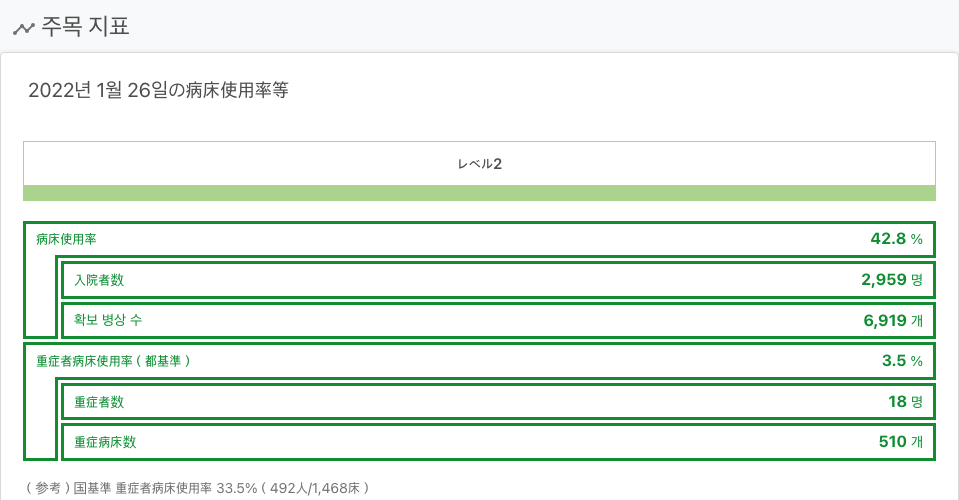 주목 지표
2022년 1월 26일の病床使用率等
レベル2
病床使用率 42.8 %
入院者数 2,959 명
확보 병상 수 6,919 개
重症者病床使用率 ( 都基準 ) 3.5 %
重症者数 18 명
重症病床数 510 개
( 参考 ) 国基準 重症者病床使用率 33.5% ( 492人/1,468床 )